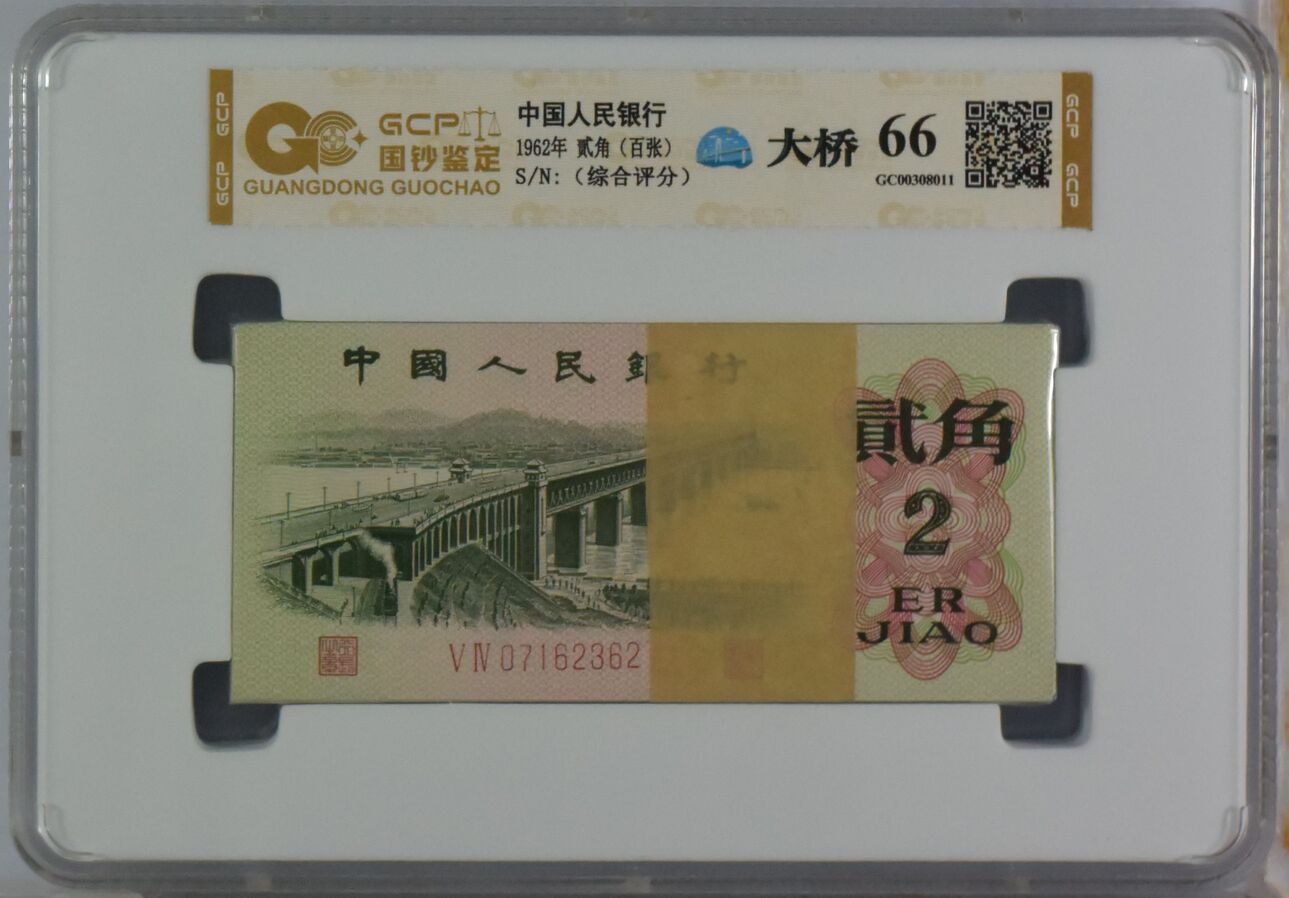 GCP
国钞鉴定
GUANGDONG GUOCHAO
中国人民银行
1962年 贰角（百张）
S/N:（综合评分）
大桥 66
GC00308011
GCP
GCP
GCP
GCP
中國人民銀行
貳角
2
ER
JIAO
VⅣ07162362